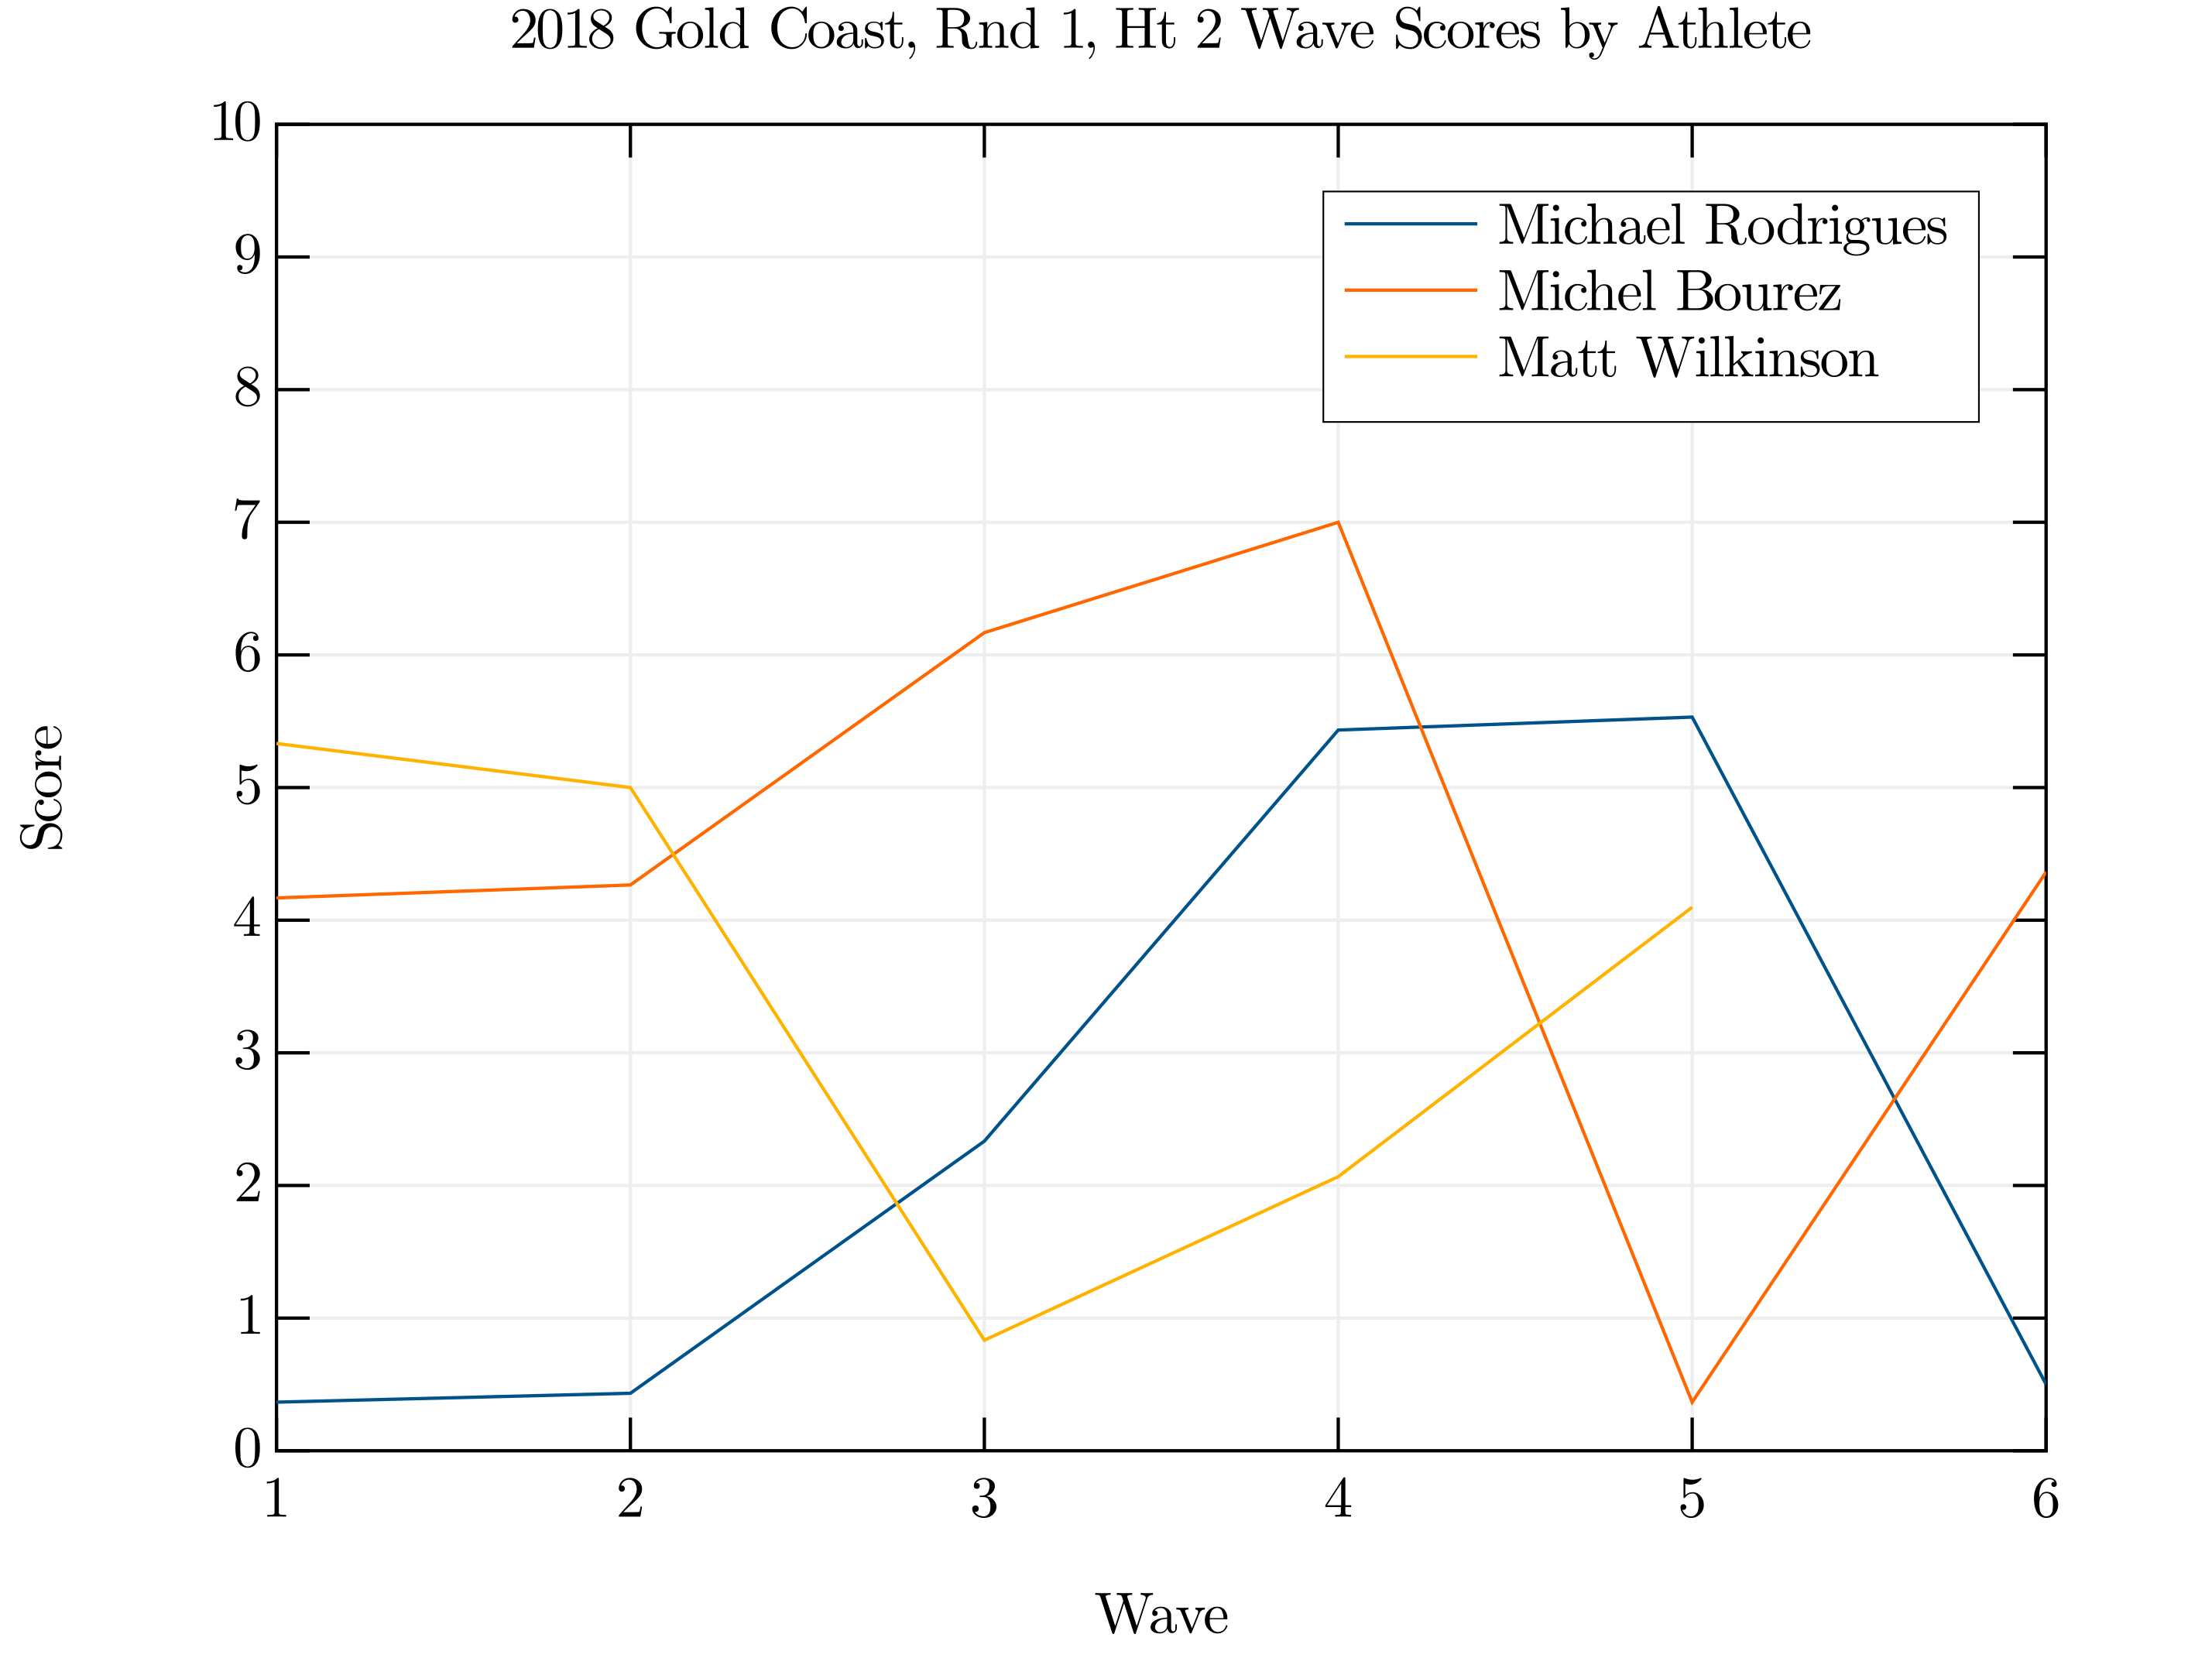 2018 Gold Coast, Rnd 1, Ht 2 Wave Scores by Athlete
10
9
8
7
6
5
4
3
2
1
0
Score
Michael Rodrigues
Michel Bourez
Matt Wilkinson
1 2 3 4 5 6
Wave